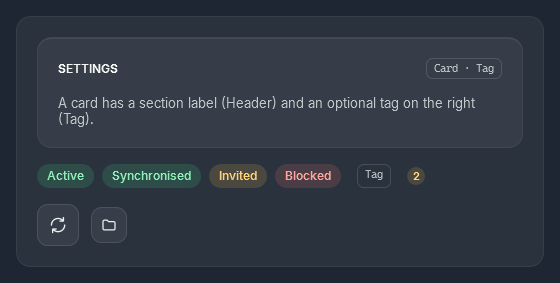 SETTINGS
Card · Tag
A card has a section label (Header) and an optional tag on the right
(Tag).
Active Synchronised Invited Blocked Tag 2